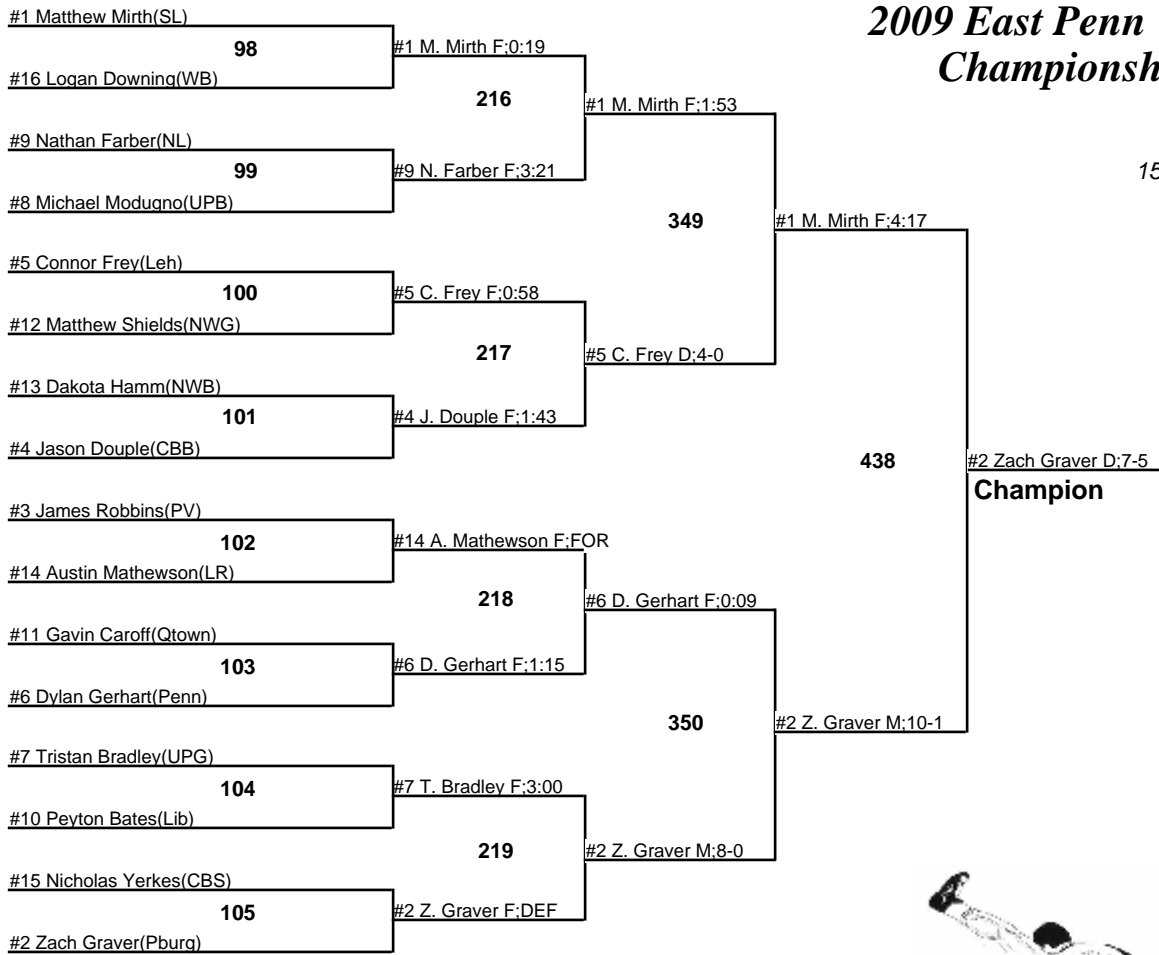 2009 East Penn
Championsh
15
#1 Matthew Mirth(SL)
98
#16 Logan Downing(WB)
#9 Nathan Farber(NL)
99
#8 Michael Modugno(UPB)
#5 Connor Frey(Leh)
100
#12 Matthew Shields(NWG)
#13 Dakota Hamm(NWB)
101
#4 Jason Douple(CBB)
#3 James Robbins(PV)
102
#14 Austin Mathewson(LR)
#11 Gavin Caroff(Qtown)
103
#6 Dylan Gerhart(Penn)
#7 Tristan Bradley(UPG)
104
#10 Peyton Bates(Lib)
#15 Nicholas Yerkes(CBS)
105
#2 Zach Graver(Pburg)
#1 M. Mirth F;0:19
216
#9 N. Farber F;3:21
#5 C. Frey F;0:58
217
#4 J. Douple F;1:43
#14 A. Mathewson F;FOR
218
#6 D. Gerhart F;1:15
#7 T. Bradley F;3:00
219
#2 Z. Graver F;DEF
#1 M. Mirth F;1:53
349
#5 C. Frey D;4-0
#6 D. Gerhart F;0:09
350
#2 Z. Graver M;8-0
#1 M. Mirth F;4:17
438
#2 Z. Graver M;10-1
#2 Zach Graver D;7-5
Champion